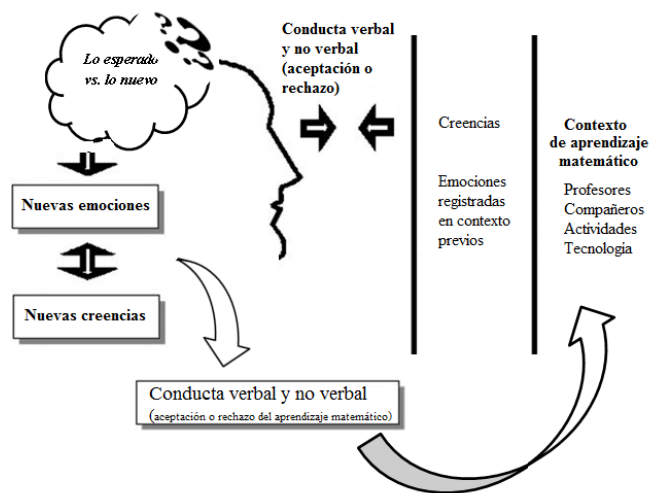 Lo esperado
vs. lo nuevo
Nuevas emociones
Nuevas creencias
Conducta verbal
y no verbal
(aceptación o
rechazo)
Creencias
Emociones
registradas
en contexto
previos
Contexto
de aprendizaje
matemático
Profesores
Compañeros
Actividades
Tecnología
Conducta verbal y no verbal
(aceptación o rechazo del aprendizaje matemático)